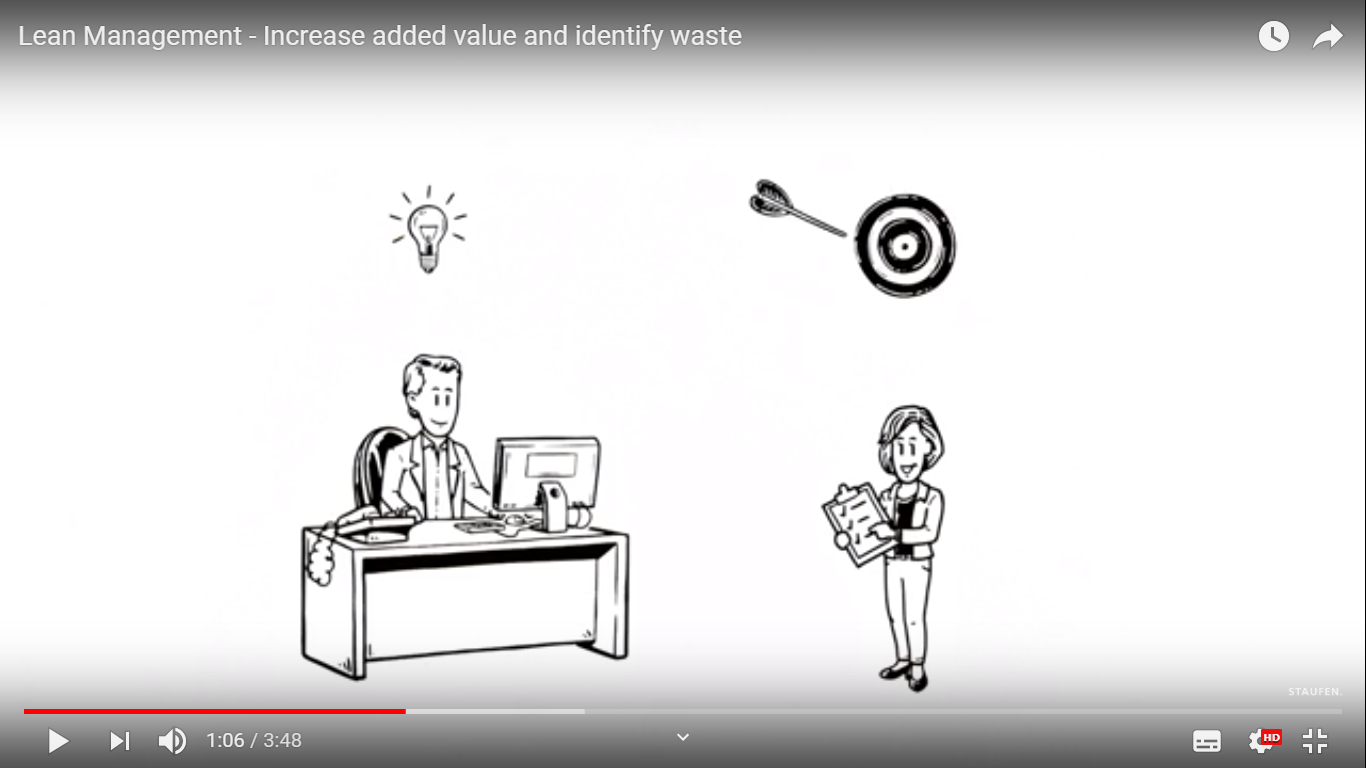 Lean Management - Increase added value and identify waste
STAUFEN.
1:06 / 3:48
HD